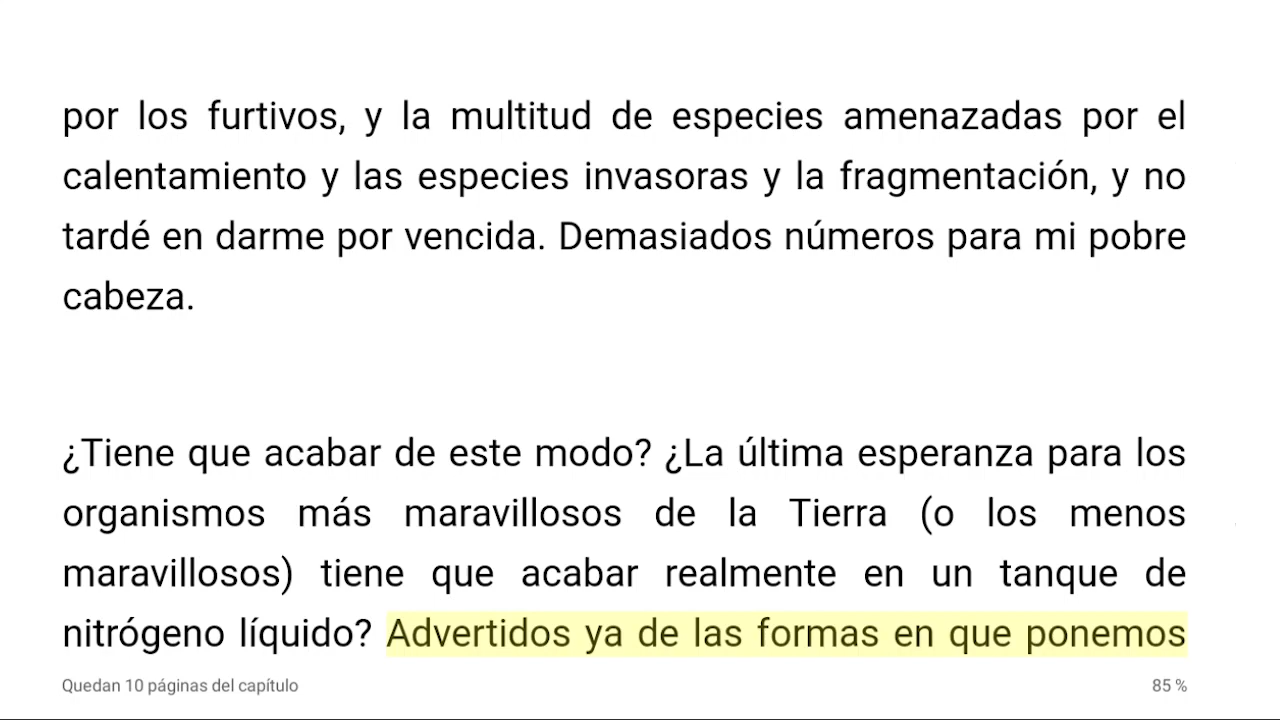 por los furtivos, y la multitud de especies amenazadas por el
calentamiento y las especies invasoras y la fragmentación, y no
tardé en darme por vencida. Demasiados números para mi pobre
cabeza.
¿Tiene que acabar de este modo? ¿La última esperanza para los
organismos más maravillosos de la Tierra (o los menos
maravillosos) tiene que acabar realmente en un tanque de
nitrógeno líquido? Advertidos ya de las formas en que ponemos
Quedan 10 páginas del capítulo
85 %